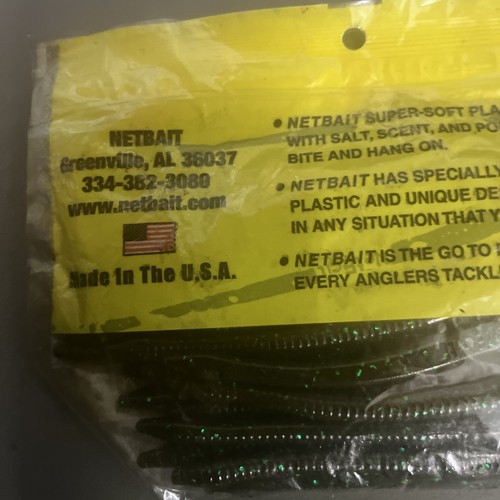 NETBAIT
Greenville, AL 36037
334-382-3080
www.netbait.com
Made In The U.S.A.
• NETBAIT SUPER-SOFT PLA
WITH SALT, SCENT, AND PO
BITE AND HANG ON.
• NETBAIT HAS SPECIALLY
PLASTIC AND UNIQUE DE
IN ANY SITUATION THAT Y
• NETBAIT IS THE GO TO
EVERY ANGLERS TACKL